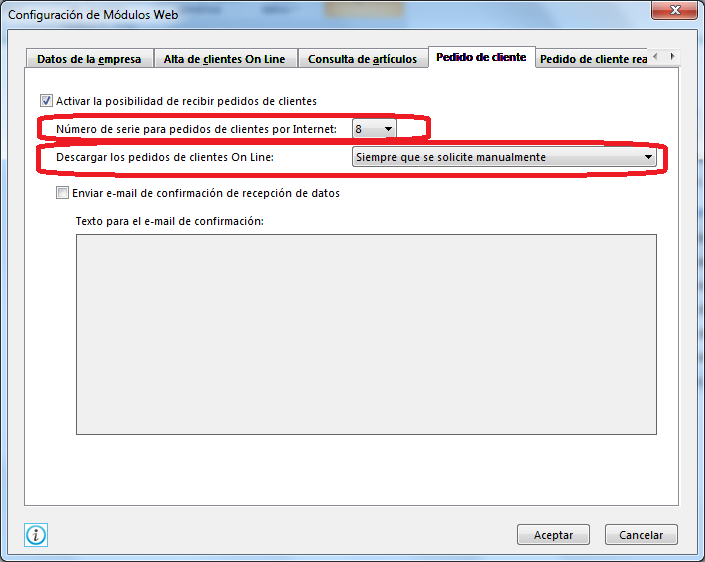 Configuración de Módulos Web
Datos de la empresa Alta de clientes On Line Consulta de artículos Pedido de cliente Pedido de cliente rea
Activar la posibilidad de recibir pedidos de clientes
Número de serie para pedidos de clientes por Internet: 8
Descargar los pedidos de clientes On Line: Siempre que se solicite manualmente
Enviar e-mail de confirmación de recepción de datos
Texto para el e-mail de confirmación:
Aceptar Cancelar